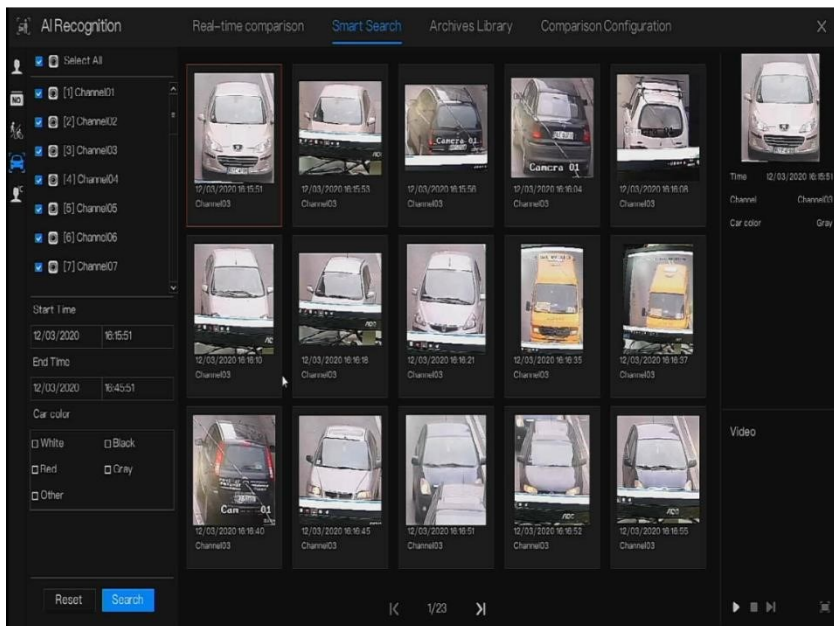 AI Recognition
Real-time comparison
Smart Search
Archives Library
Comparison Configuration
X
Select All
[1] Channel01
[2] Channel02
[3] Channel03
[4] Channel04
[5] Channel05
[6] Channel06
[7] Channel07
Start Time
12/03/2020 16:15:51
End Time
12/03/2020 16:45:51
Car color
White Black
Red Gray
Other
Reset Search
12/03/2020 16:15:51
Channel03
12/03/2020 16:15:53
Channel03
Camera 01
12/03/2020 16:15:56
Channel03
Camera 01
12/03/2020 16:16:04
Channel03
12/03/2020 16:16:08
Channel03
12/03/2020 16:16:10
Channel03
12/03/2020 16:16:18
Channel03
12/03/2020 16:16:21
Channel03
12/03/2020 16:16:35
Channel03
12/03/2020 16:16:37
Channel03
01
12/03/2020 16:16:40
Channel03
12/03/2020 16:16:45
Channel03
12/03/2020 16:16:51
Channel03
12/03/2020 16:16:52
Channel03
12/03/2020 16:16:55
Channel03
1/23
Time 12/03/2020 16:15:51
Channel Channel03
Car color Gray
Video